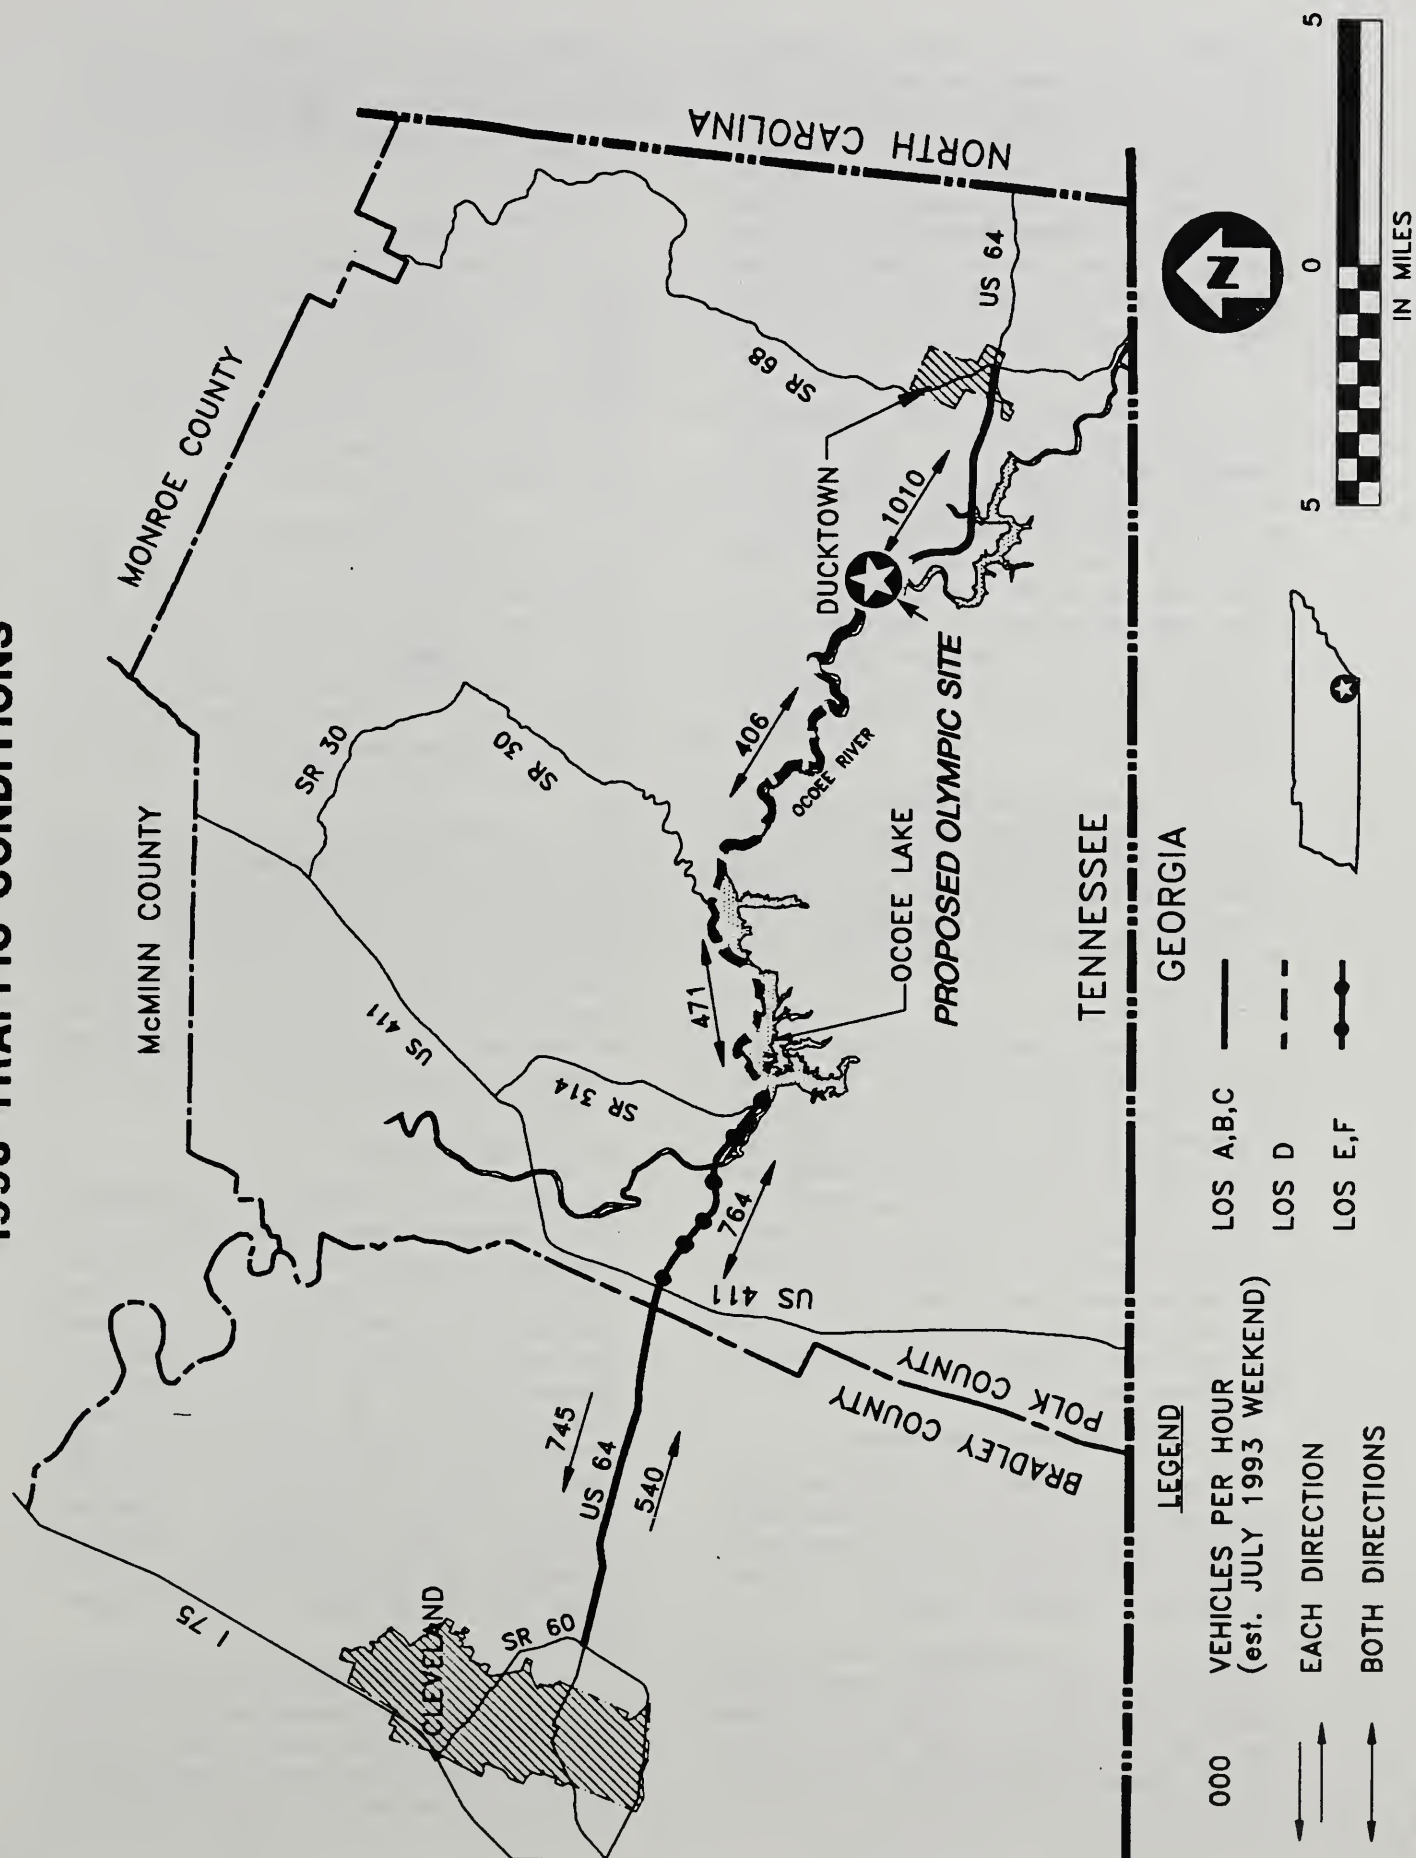 MONROE COUNTY
McMINN COUNTY
NORTH CAROLINA
SR 30
SR 30
SR 68
US 411
SR 314
I 75
CLEVELAND
SR 60
745
US 64
540
764
471
406
OCOEE RIVER
DUCKTOWN
1010
US 64
PROPOSED OLYMPIC SITE
OCOEE LAKE
US 411
POLK COUNTY
BRADLEY COUNTY
TENNESSEE
GEORGIA
LEGEND
000 VEHICLES PER HOUR
(est. JULY 1993 WEEKEND)
EACH DIRECTION
BOTH DIRECTIONS
LOS A,B,C
LOS D
LOS E,F
N
5 0 5
IN MILES